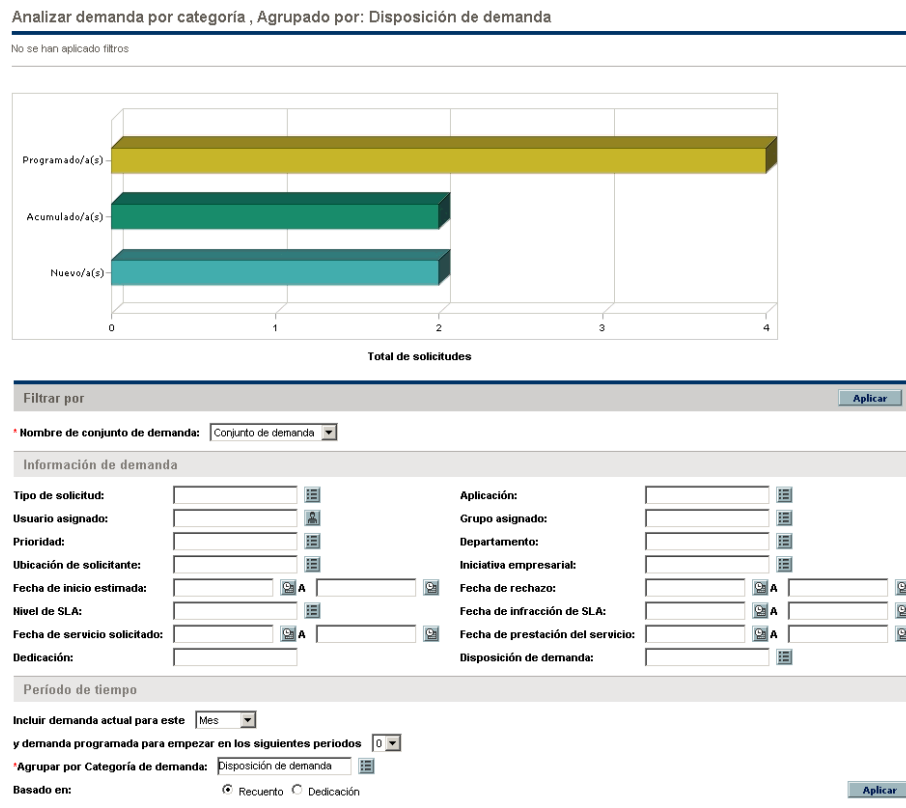 Analizar demanda por categoría , Agrupado por: Disposición de demanda
No se han aplicado filtros
Programado/a(s)
Acumulado/a(s)
Nuevo/a(s)
0 1 2 3 4
Total de solicitudes
Filtrar por Aplicar
* Nombre de conjunto de demanda: Conjunto de demanda
Información de demanda
Tipo de solicitud: Aplicación:
Usuario asignado: Grupo asignado:
Prioridad: Departamento:
Ubicación de solicitante: Iniciativa empresarial:
Fecha de inicio estimada: A Fecha de rechazo: A
Nivel de SLA: Fecha de infracción de SLA: A
Fecha de servicio solicitado: A Fecha de prestación del servicio: A
Dedicación: Disposición de demanda:
Período de tiempo
Incluir demanda actual para este Mes
y demanda programada para empezar en los siguientes periodos 0
*Agrupar por Categoría de demanda: Disposición de demanda
Basado en: Recuento Dedicación Aplicar